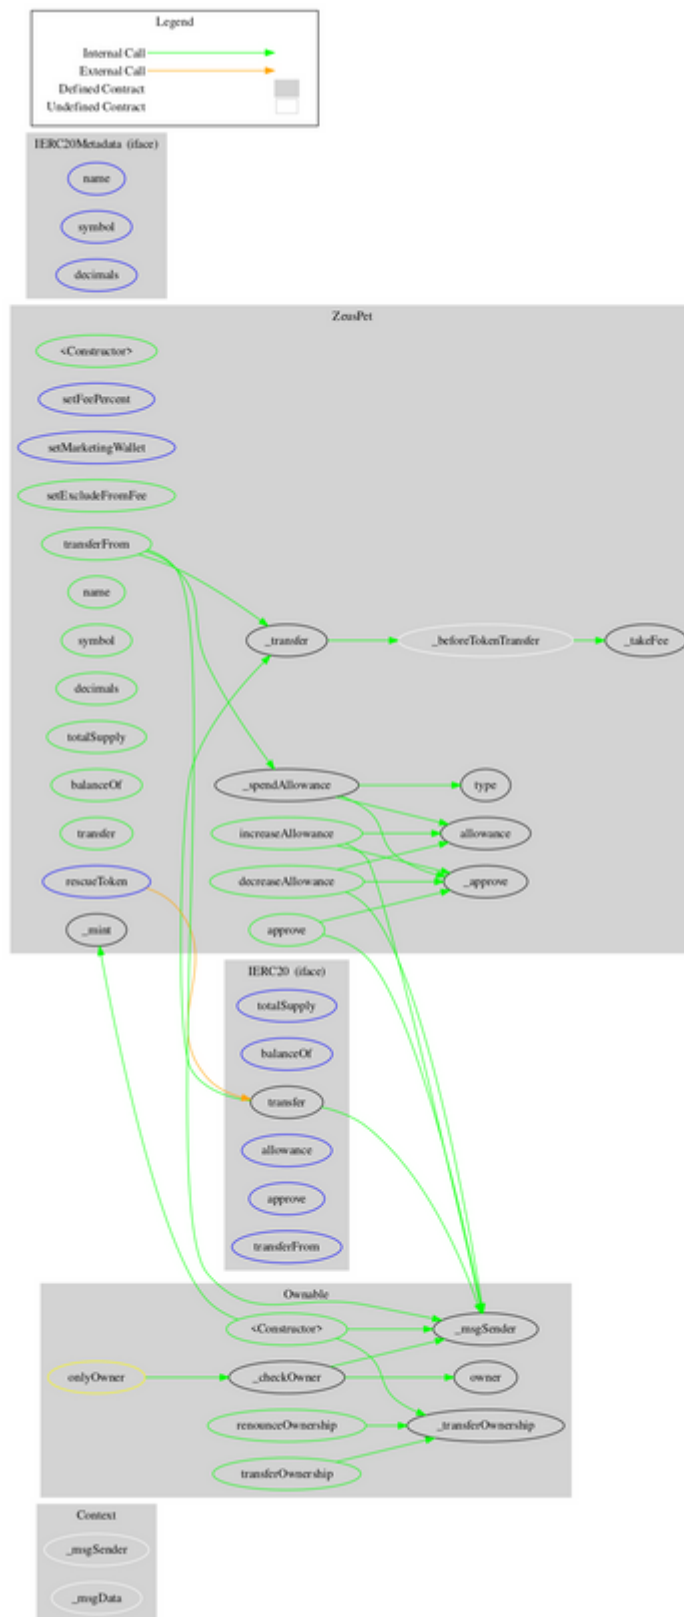 Legend
Internal Call
External Call
Defined Contract
Undefined Contract
IERC20Metadata (iface)
name
symbol
decimals
ZeusPet
<Constructor>
setFeePercent
setMarketingWallet
setExcludeFromFee
transferFrom
name
symbol
_transfer
_beforeTokenTransfer
_takeFee
decimals
totalSupply
balanceOf
_spendAllowance
type
transfer
increaseAllowance
allowance
rescueToken
decreaseAllowance
_approve
_mint
approve
IERC20 (iface)
totalSupply
balanceOf
transfer
allowance
approve
transferFrom
Ownable
<Constructor>
_msgSender
onlyOwner
_checkOwner
owner
renounceOwnership
_transferOwnership
transferOwnership
Context
_msgSender
_msgData